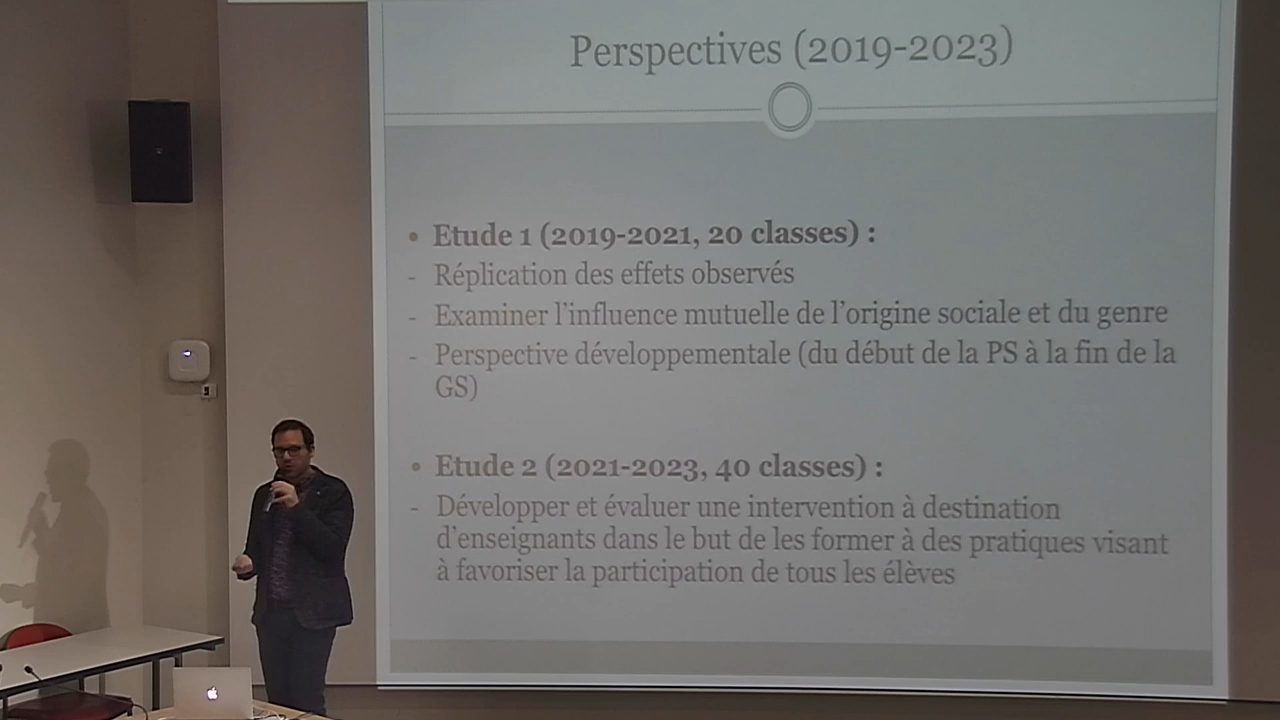 Perspectives (2019-2023)
• Etude 1 (2019-2021, 20 classes) :
- Réplication des effets observés
- Examiner l'influence mutuelle de l'origine sociale et du genre
- Perspective développementale (du début de la PS à la fin de la
GS)
• Etude 2 (2021-2023, 40 classes) :
- Développer et évaluer une intervention à destination
d'enseignants dans le but de les former à des pratiques visant
à favoriser la participation de tous les élèves